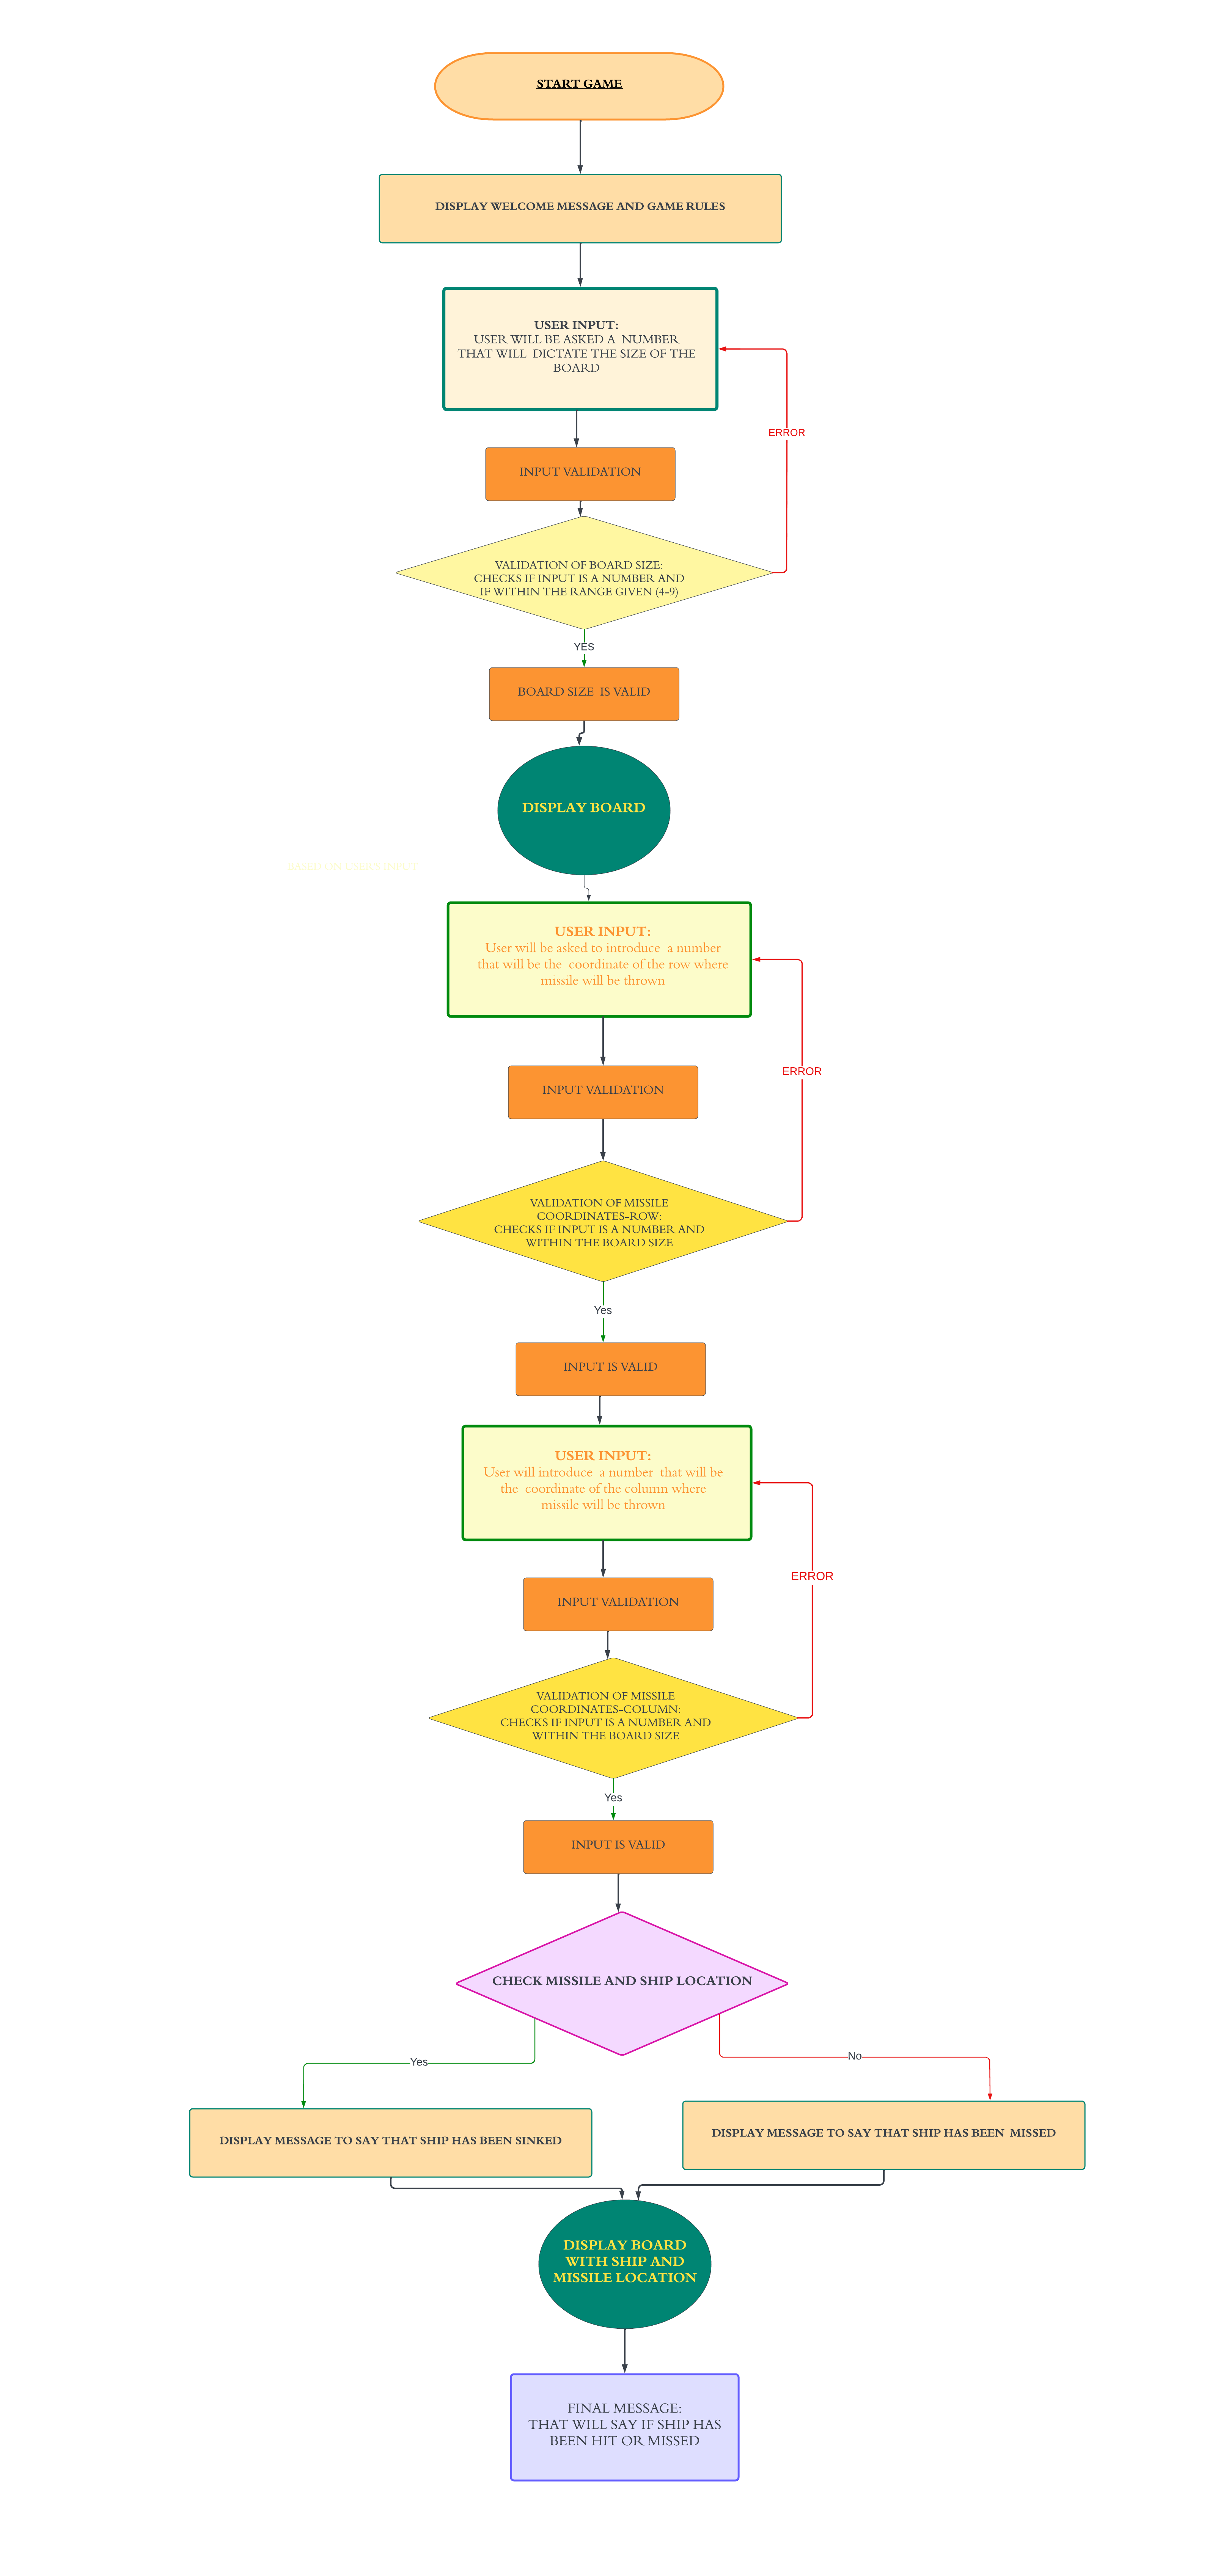 START GAME
DISPLAY WELCOME MESSAGE AND GAME RULES
USER INPUT:
USER WILL BE ASKED A NUMBER
THAT WILL DICTATE THE SIZE OF THE
BOARD
ERROR
INPUT VALIDATION
VALIDATION OF BOARD SIZE:
CHECKS IF INPUT IS A NUMBER AND
IF WITHIN THE RANGE GIVEN (4-9)
YES
BOARD SIZE IS VALID
DISPLAY BOARD
USER INPUT:
User will be asked to introduce a number
that will be the coordinate of the row where
missile will be thrown
ERROR
INPUT VALIDATION
VALIDATION OF MISSILE
COORDINATES-ROW:
CHECKS IF INPUT IS A NUMBER AND
WITHIN THE BOARD SIZE
Yes
INPUT IS VALID
USER INPUT:
User will introduce a number that will be
the coordinate of the column where
missile will be thrown
ERROR
INPUT VALIDATION
VALIDATION OF MISSILE
COORDINATES-COLUMN:
CHECKS IF INPUT IS A NUMBER AND
WITHIN THE BOARD SIZE
Yes
INPUT IS VALID
CHECK MISSILE AND SHIP LOCATION
Yes
No
DISPLAY MESSAGE TO SAY THAT SHIP HAS BEEN SINKED
DISPLAY MESSAGE TO SAY THAT SHIP HAS BEEN MISSED
DISPLAY BOARD
WITH SHIP AND
MISSILE LOCATION
FINAL MESSAGE:
THAT WILL SAY IF SHIP HAS
BEEN HIT OR MISSED